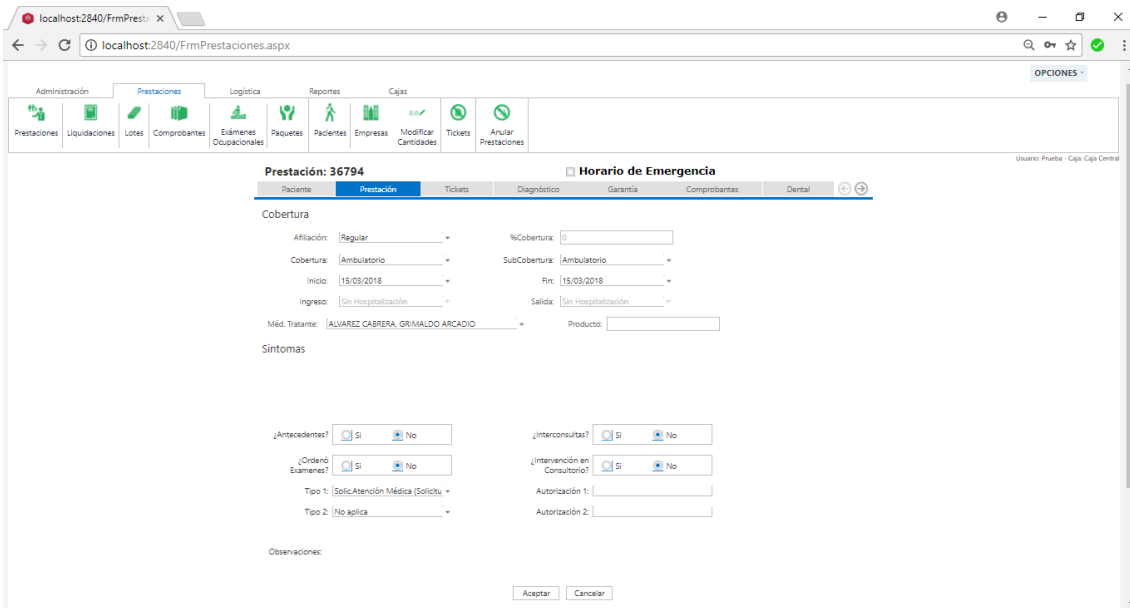 localhost:2840/FrmPresta
localhost:2840/FrmPrestaciones.aspx
OPCIONES
Administración Prestaciones Logística Reportes Cajas
Prestaciones Liquidaciones Lotes Comprobantes Exámenes Ocupacionales Paquetes Pacientes Empresas 0.0 Modificar Cantidades Tickets Anular Prestaciones
Usuario: Prueba - Caja: Caja Central
Prestación: 36794 Horario de Emergencia
Paciente Prestación Tickets Diagnóstico Garantía Comprobantes Dental
Cobertura
Afiliación: Regular %Cobertura: 0
Cobertura: Ambulatorio SubCobertura: Ambulatorio
Inicio: 15/03/2018 Fin: 15/03/2018
Ingreso: Sin Hospitalización Salida: Sin Hospitalización
Méd. Tratante: ALVAREZ CABRERA, GRIMALDO ARCADIO Producto:
Sintomas
¿Antecedentes? Si No ¿Interconsultas? Si No
¿Ordenó Examenes? Si No ¿Intervención en Consultorio? Si No
Tipo 1: Solic.Atención Médica (Solicitu Autorización 1:
Tipo 2: No aplica Autorización 2:
Observaciones:
Aceptar Cancelar